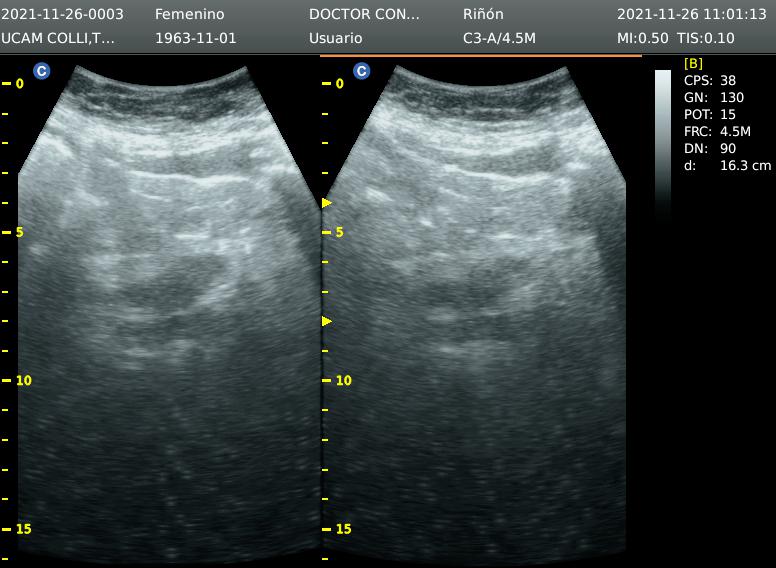 2021-11-26-0003 Femenino DOCTOR CON... Riñón 2021-11-26 11:01:13
UCAM COLLI,T... 1963-11-01 Usuario C3-A/4.5M MI:0.50 TIS:0.10
[B]
C C
0 0
CPS: 38
GN: 130
POT: 15
FRC: 4.5M
DN: 90
d: 16.3 cm
5 5
10 10
15 15